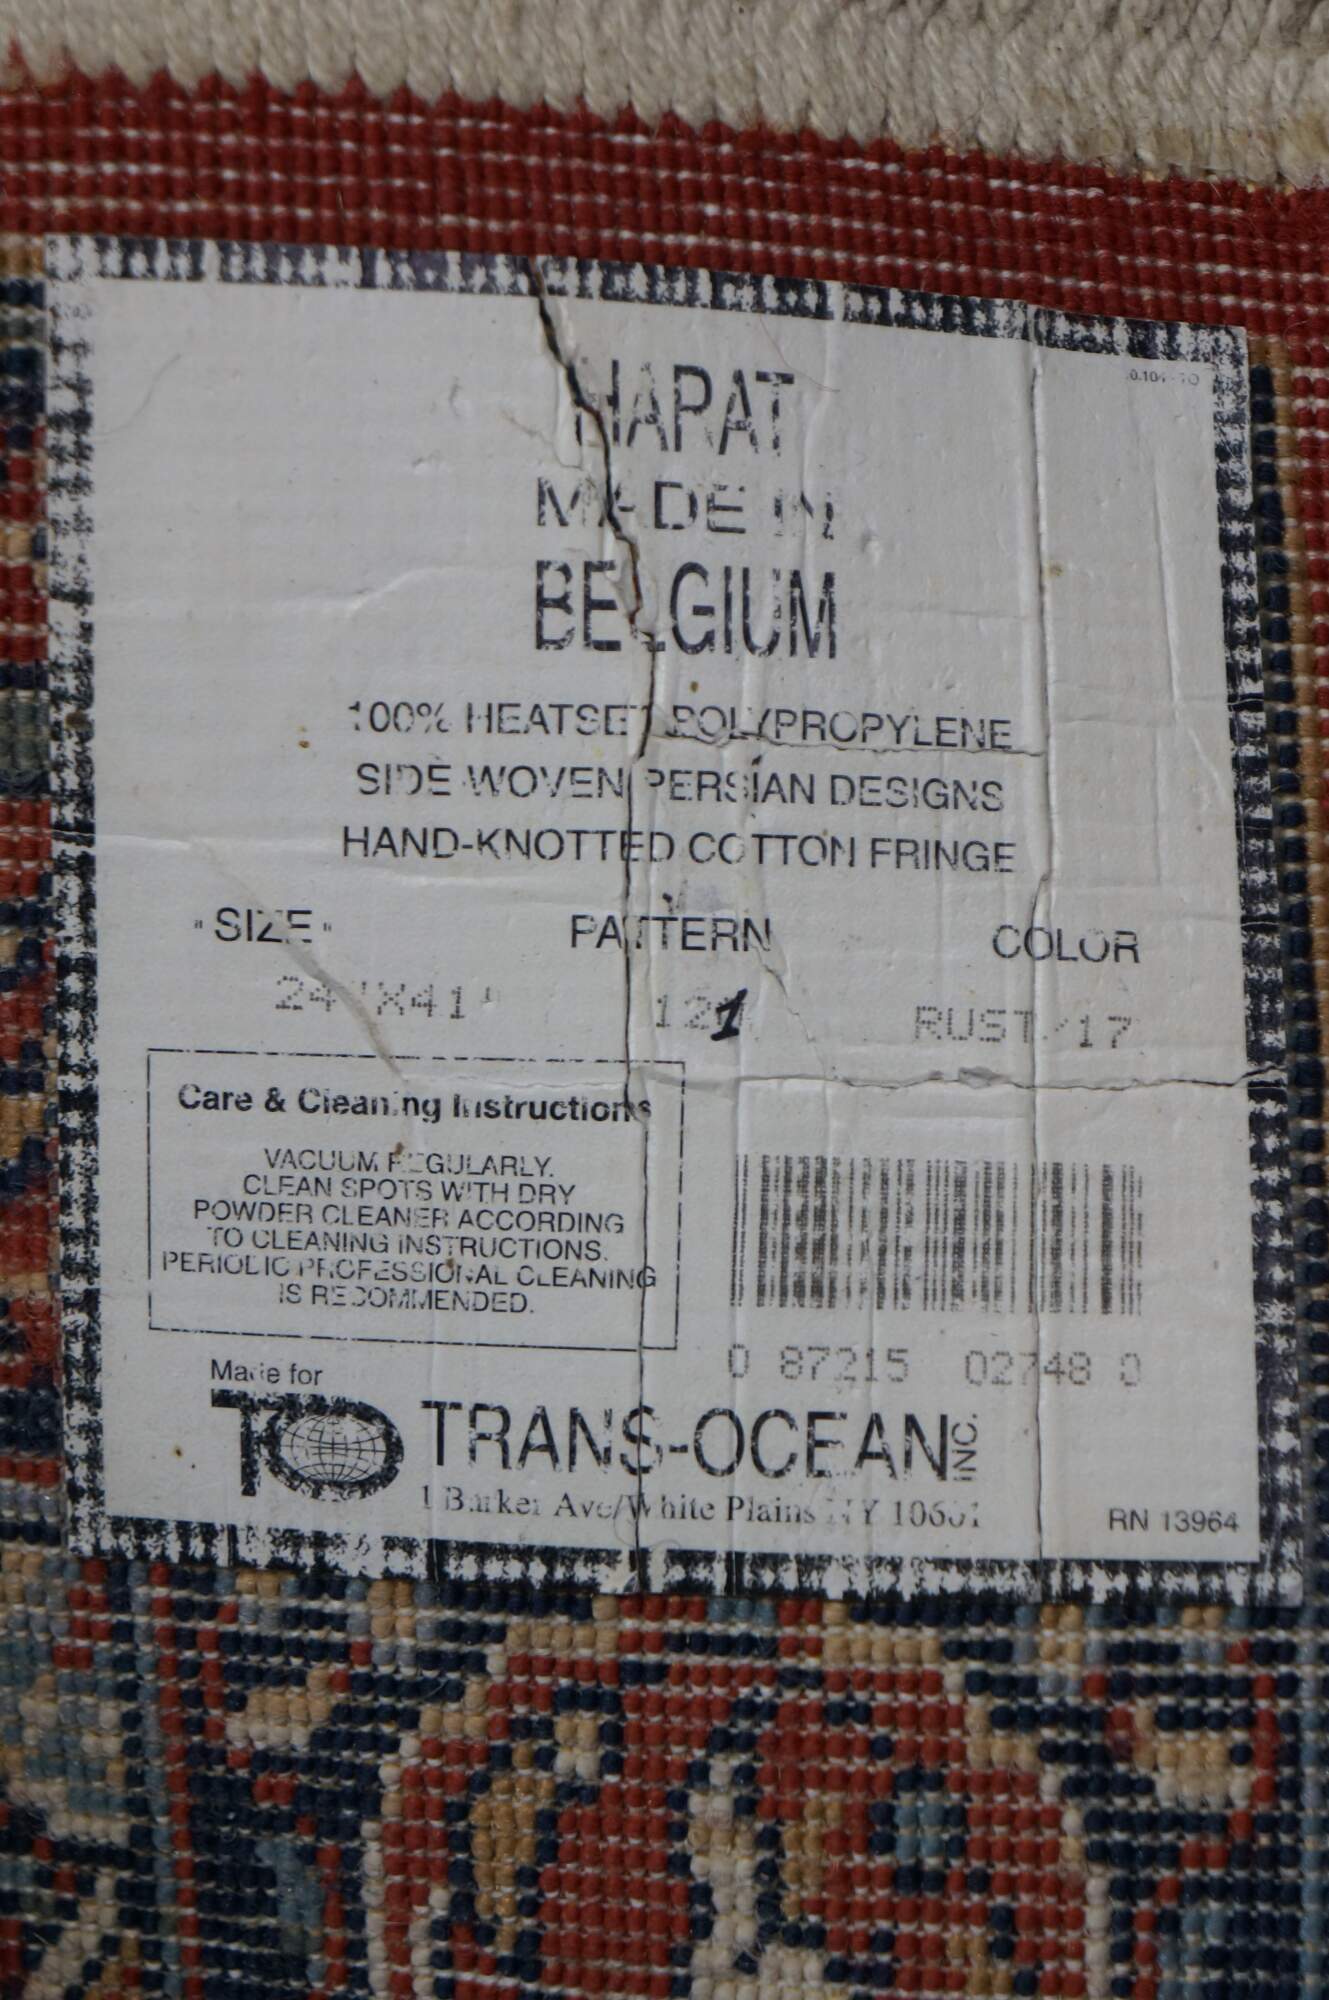 HARAT
MADE IN
BELGIUM
100% HEATSET POLYPROPYLENE
SIDE WOVEN PERSIAN DESIGNS
HAND-KNOTTED COTTON FRINGE
"SIZE" PATTERN COLOR
24"X41" 121 RUST/17
Care & Cleaning Instructions
VACUUM REGULARLY.
CLEAN SPOTS WITH DRY
POWDER CLEANER ACCORDING
TO CLEANING INSTRUCTIONS.
PERIODIC PROFESSIONAL CLEANING
IS RECOMMENDED.
0 87215 02748 0
Made for
TO TRANS-OCEAN INC.
1 Barker Ave/White Plains NY 10601
RN 13964